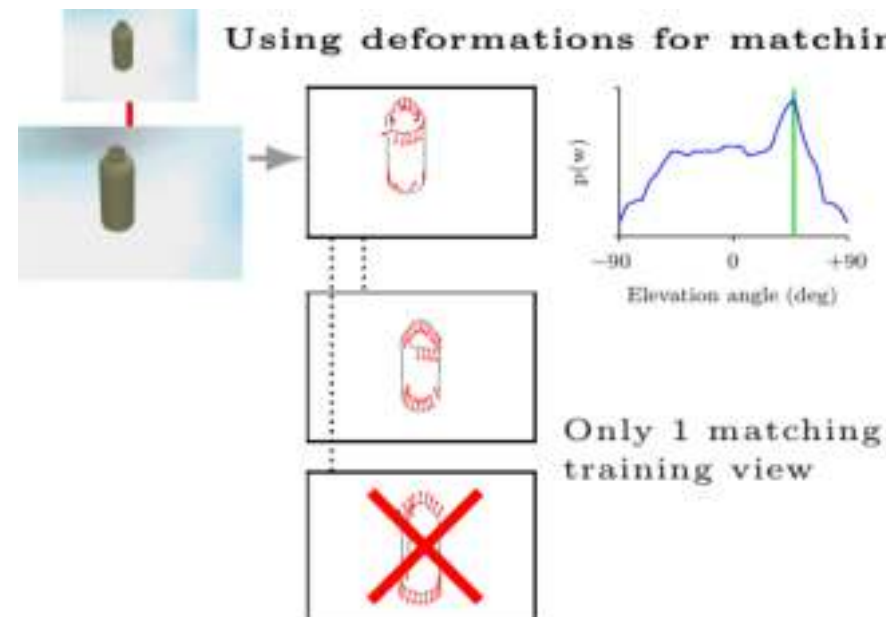 Using deformations for matchin
p(w)
−90 0 +90
Elevation angle (deg)
Only 1 matching
training view